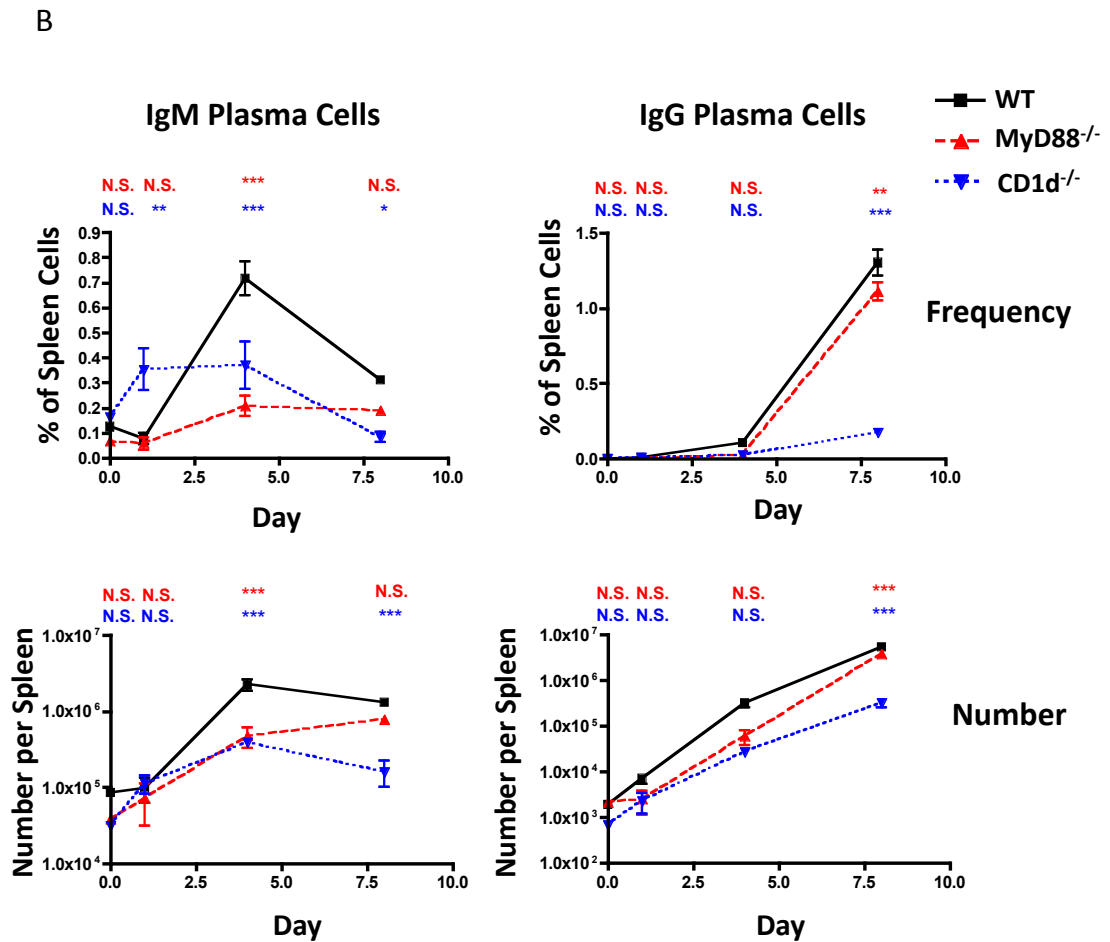 B
IgM Plasma Cells
IgG Plasma Cells
WT
MyD88-/-
CD1d-/-
N.S. N.S. *** N.S.
N.S. ** *** *
% of Spleen Cells
0.9
0.8
0.7
0.6
0.5
0.4
0.3
0.2
0.1
0.0
0.0 2.5 5.0 7.5 10.0
Day
N.S. N.S. N.S. **
N.S. N.S. N.S. ***
% of Spleen Cells
1.5
1.0
0.5
0.0
0.0 2.5 5.0 7.5 10.0
Day
Frequency
N.S. N.S. *** N.S.
N.S. N.S. *** ***
Number per Spleen
1.0x10^7
1.0x10^6
1.0x10^5
1.0x10^4
0.0 2.5 5.0 7.5 10.0
Day
N.S. N.S. N.S. ***
N.S. N.S. N.S. ***
Number per Spleen
1.0x10^7
1.0x10^6
1.0x10^5
1.0x10^4
1.0x10^3
1.0x10^2
0.0 2.5 5.0 7.5 10.0
Day
Number